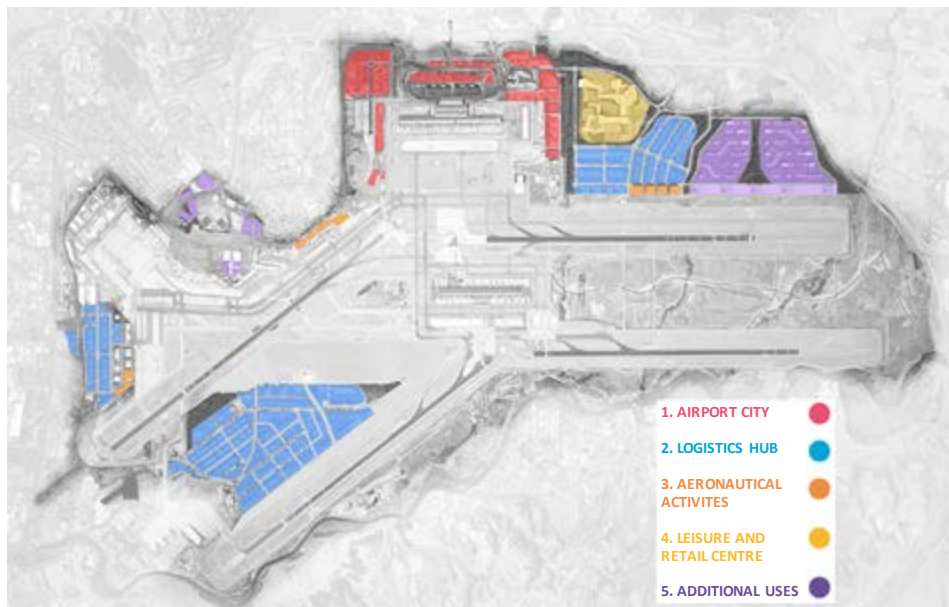 1. AIRPORT CITY
2. LOGISTICS HUB
3. AERONAUTICAL
ACTIVITES
4. LEISURE AND
RETAIL CENTRE
5. ADDITIONAL USES